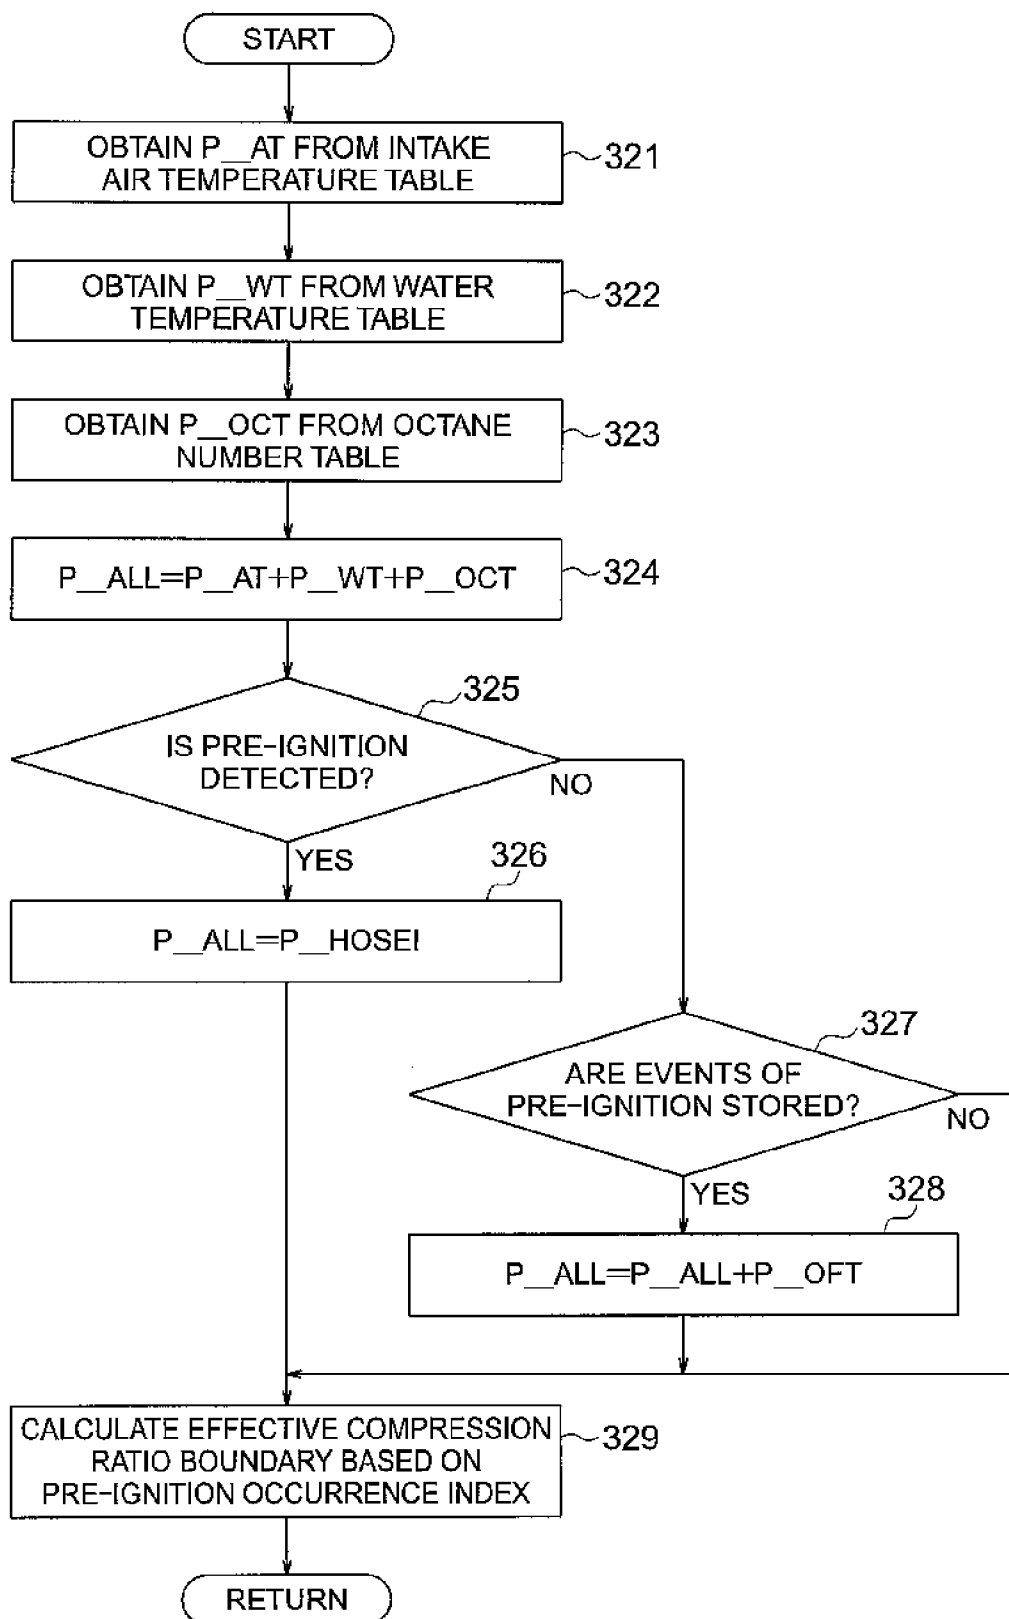 START
OBTAIN P__AT FROM INTAKE
AIR TEMPERATURE TABLE
321
OBTAIN P__WT FROM WATER
TEMPERATURE TABLE
322
OBTAIN P__OCT FROM OCTANE
NUMBER TABLE
323
P__ALL=P__AT+P__WT+P__OCT
324
325
IS PRE-IGNITION
DETECTED?
NO
YES
326
P__ALL=P__HOSEI
327
ARE EVENTS OF
PRE-IGNITION STORED?
NO
YES
328
P__ALL=P__ALL+P__OFT
CALCULATE EFFECTIVE COMPRESSION
RATIO BOUNDARY BASED ON
PRE-IGNITION OCCURRENCE INDEX
329
RETURN